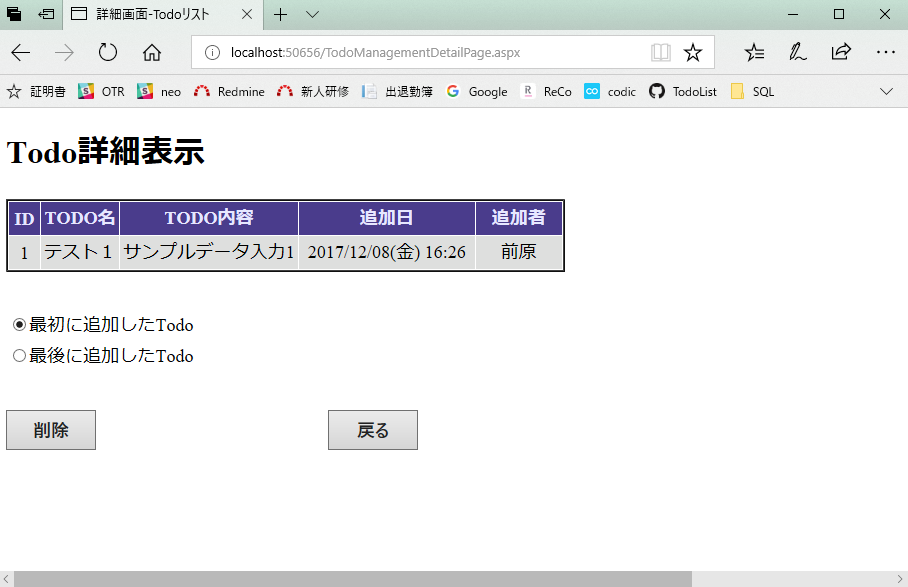 詳細画面-Todoリスト
localhost:50656/TodoManagementDetailPage.aspx
証明書 OTR neo Redmine 新人研修 出退勤簿 Google R ReCo codic TodoList SQL
Todo詳細表示
ID TODO名 TODO内容 追加日 追加者
1 テスト１ サンプルデータ入力1 2017/12/08(金) 16:26 前原
最初に追加したTodo
最後に追加したTodo
削除 戻る